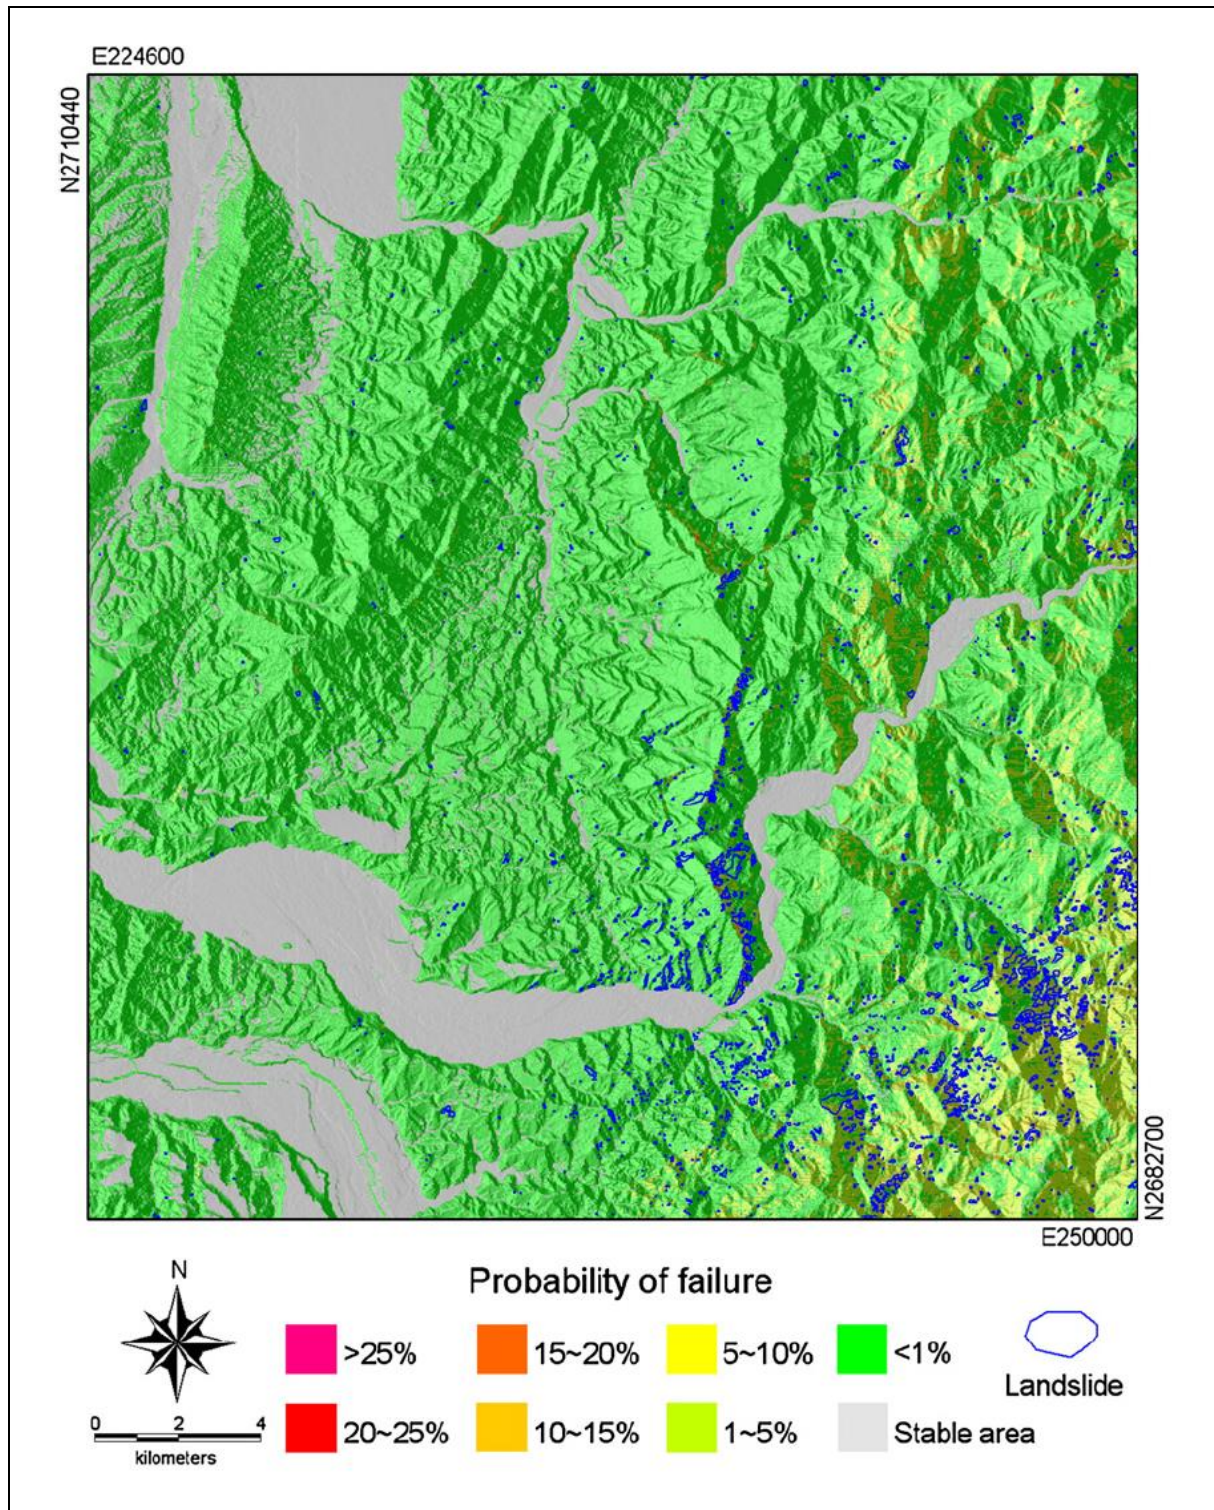 E224600
N2710440
N2682700
E250000
N
Probability of failure
>25%
15~20%
5~10%
<1%
Landslide
20~25%
10~15%
1~5%
Stable area
0 2 4
kilometers